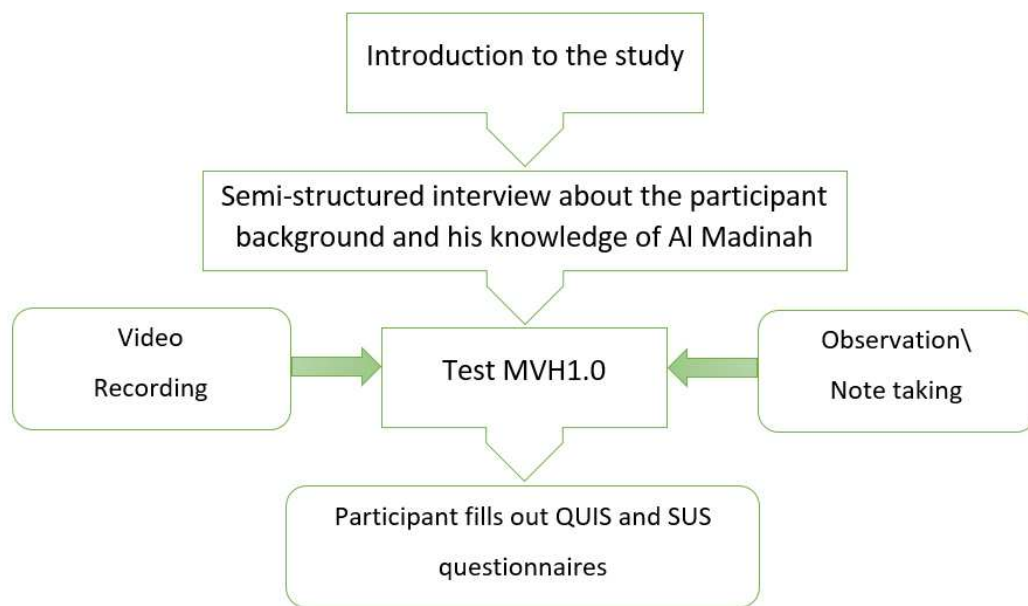 Introduction to the study
Semi-structured interview about the participant
background and his knowledge of Al Madinah
Video
Recording
Test MVH1.0
Observation\
Note taking
Participant fills out QUIS and SUS
questionnaires